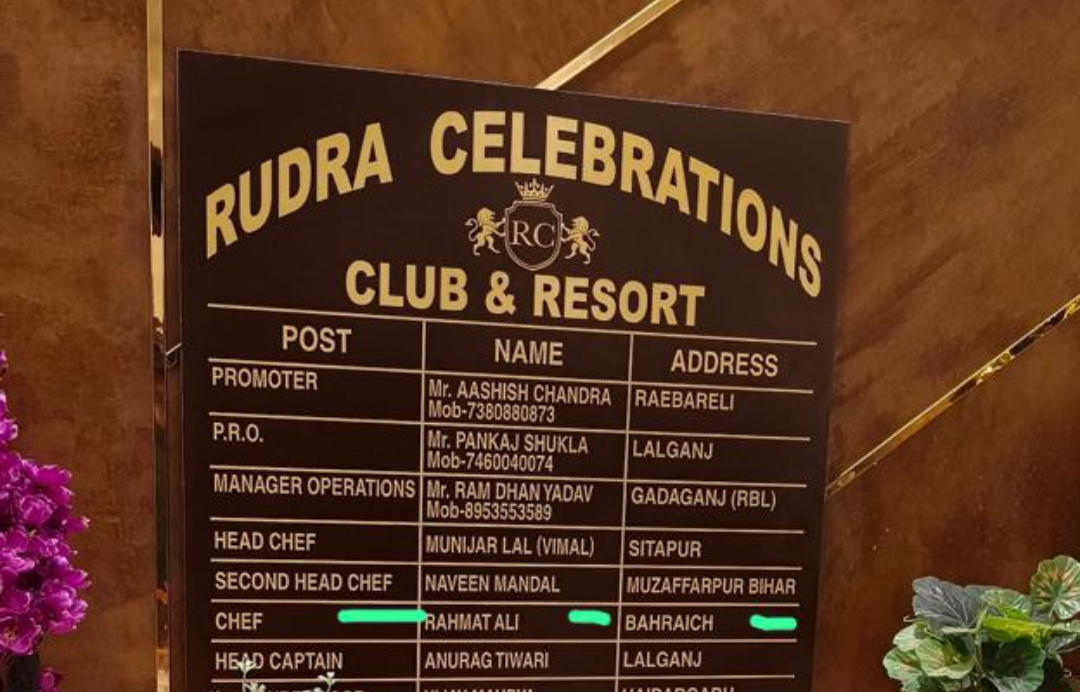 RUDRA CELEBRATIONS
RC
CLUB & RESORT
POST NAME ADDRESS
PROMOTER Mr. AASHISH CHANDRA RAEBARELI
Mob-7380880873
P.R.O. Mr. PANKAJ SHUKLA LALGANJ
Mob-7460040074
MANAGER OPERATIONS Mr. RAM DHAN YADAV GADAGANJ (RBL)
Mob-8953553589
HEAD CHEF MUNIJAR LAL (VIMAL) SITAPUR
SECOND HEAD CHEF NAVEEN MANDAL MUZAFFARPUR BIHAR
CHEF RAHMAT ALI BAHRAICH
HEAD CAPTAIN ANURAG TIWARI LALGANJ